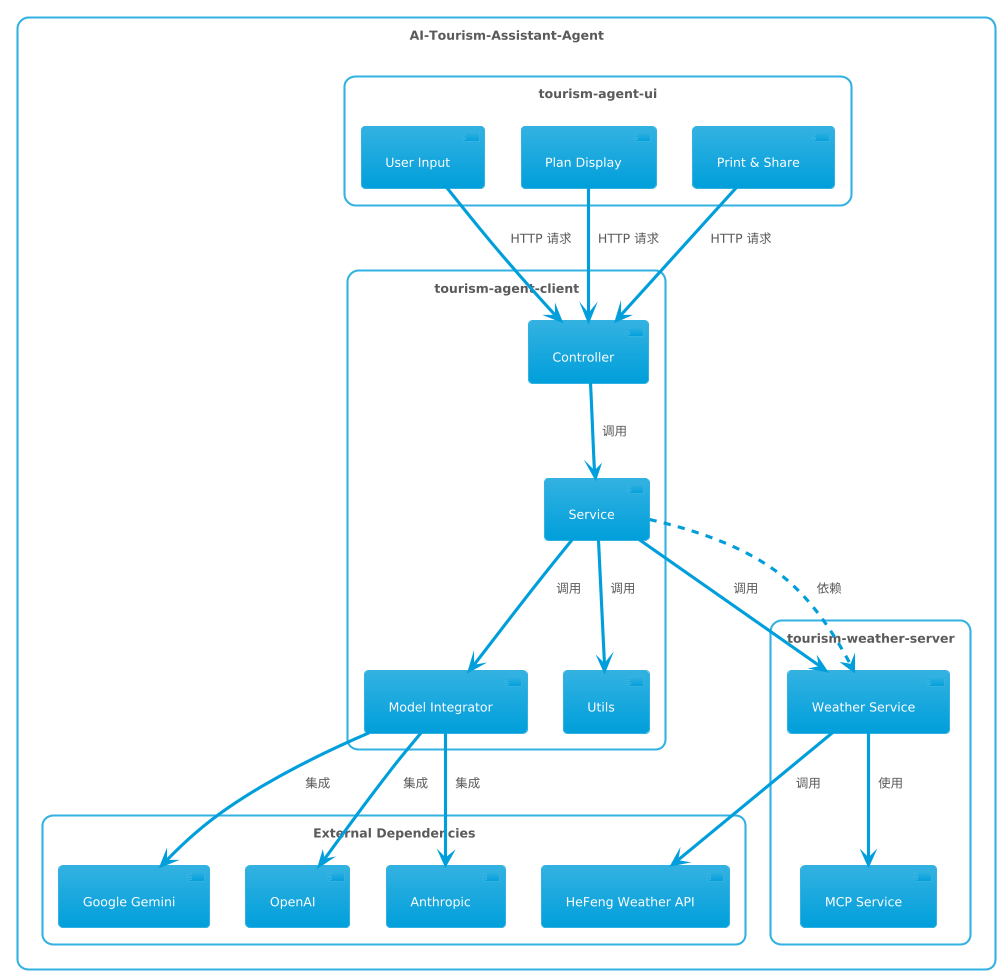 AI-Tourism-Assistant-Agent
tourism-agent-ui
User Input
Plan Display
Print & Share
HTTP 请求
HTTP 请求
HTTP 请求
tourism-agent-client
Controller
调用
Service
调用
调用
调用
依赖
tourism-weather-server
Model Integrator
Utils
Weather Service
集成
集成
集成
调用
使用
External Dependencies
Google Gemini
OpenAI
Anthropic
HeFeng Weather API
MCP Service